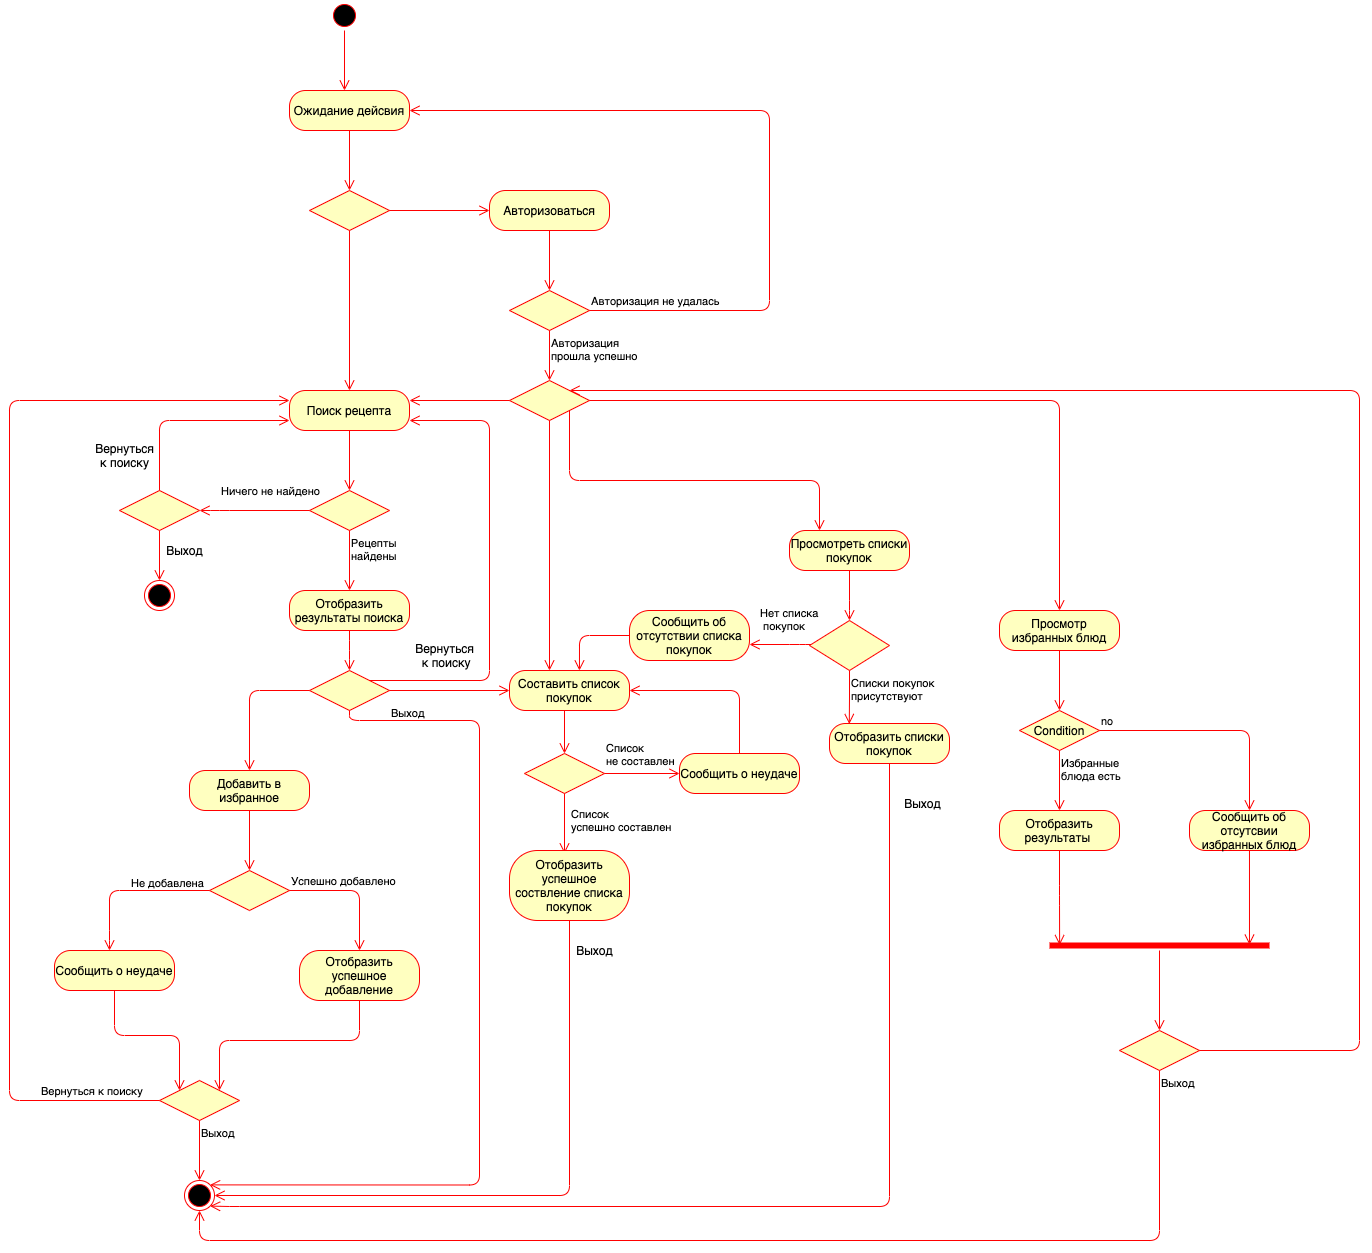 Ожидание дейсвия
Авторизоваться
Авторизация не удалась
Авторизация
прошла успешно
Поиск рецепта
Вернуться
к поиску
Ничего не найдено
Выход
Рецепты
найдены
Просмотреть списки
покупок
Отобразить
результаты поиска
Сообщить об
отсутствии списка
покупок
Нет списка
покупок
Просмотр
избранных блюд
Вернуться
к поиску
Составить список
покупок
Списки покупок
присутствуют
Выход
Отобразить списки
покупок
Condition
no
Список
не составлен
Сообщить о неудаче
Избранные
блюда есть
Добавить в
избранное
Выход
Список
успешно составлен
Отобразить
результаты
Сообщить об
отсутсвии
избранных блюд
Не добавлена
Успешно добавлено
Отобразить
успешное
соствление списка
покупок
Выход
Сообщить о неудаче
Отобразить
успешное
добавление
Вернуться к поиску
Выход
Выход